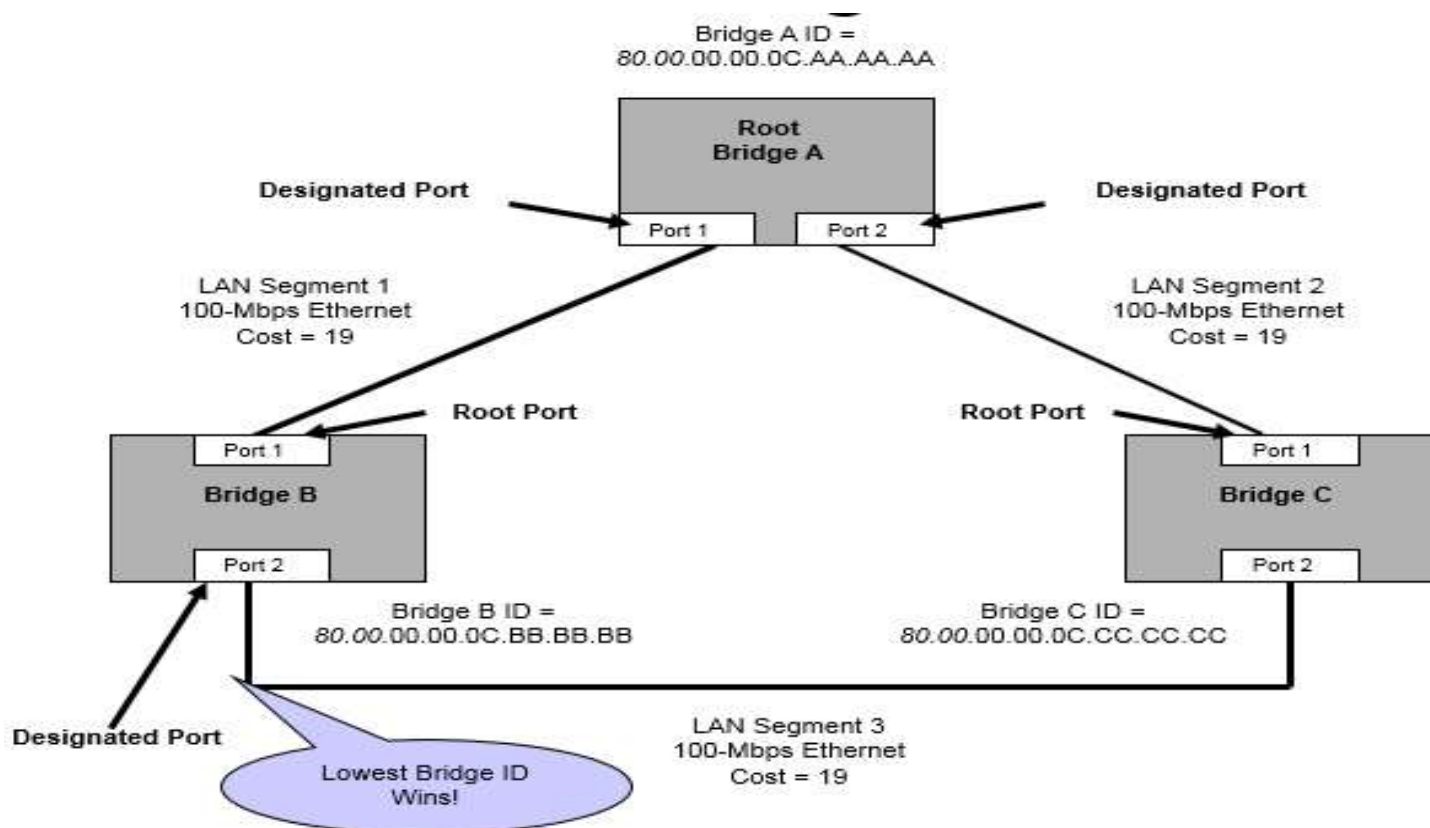 Bridge A ID =
80.00.00.00.0C.AA.AA.AA
Root
Bridge A
Designated Port
Designated Port
Port 1
Port 2
LAN Segment 1
100-Mbps Ethernet
Cost = 19
LAN Segment 2
100-Mbps Ethernet
Cost = 19
Root Port
Root Port
Port 1
Bridge B
Port 2
Port 1
Bridge C
Port 2
Bridge B ID =
80.00.00.00.0C.BB.BB.BB
Bridge C ID =
80.00.00.00.0C.CC.CC.CC
Designated Port
Lowest Bridge ID
Wins!
LAN Segment 3
100-Mbps Ethernet
Cost = 19